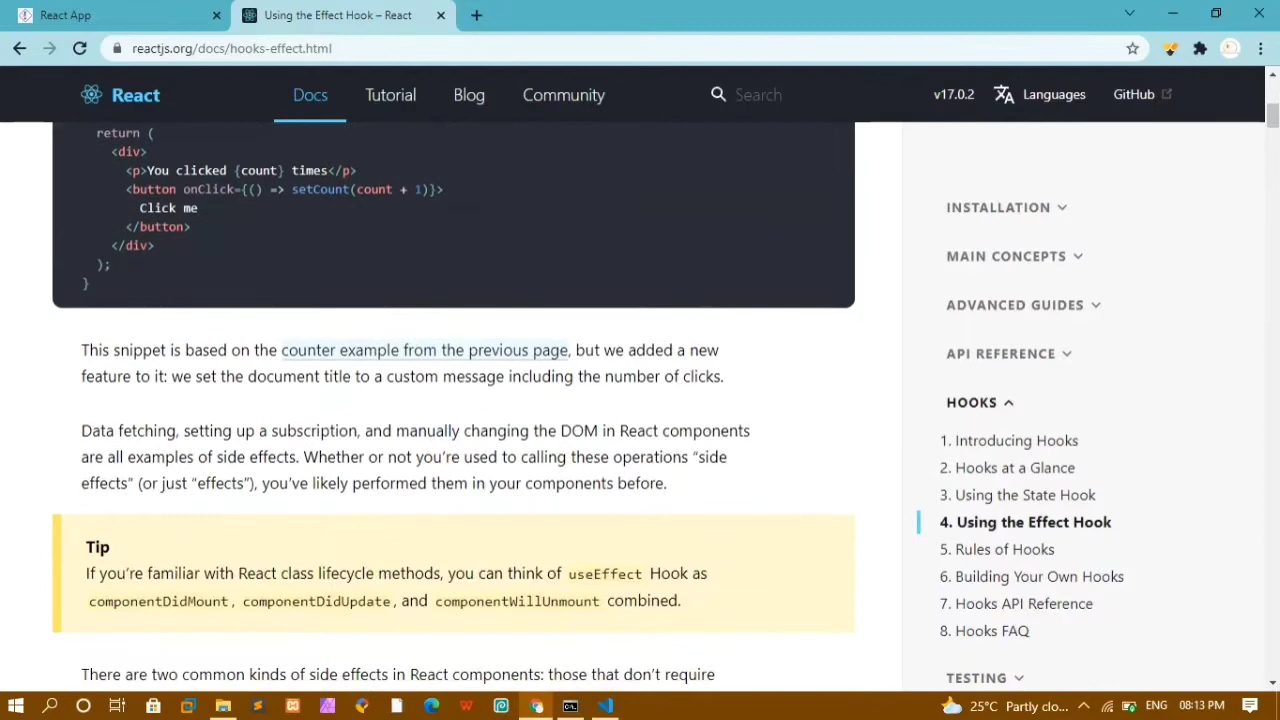 React App
Using the Effect Hook – React
reactjs.org/docs/hooks-effect.html
React
Docs
Tutorial
Blog
Community
Search
v17.0.2
Languages
GitHub
return (
<div>
<p>You clicked {count} times</p>
<button onClick={() => setCount(count + 1)}>
Click me
</button>
</div>
);
}
This snippet is based on the counter example from the previous page, but we added a new
feature to it: we set the document title to a custom message including the number of clicks.
Data fetching, setting up a subscription, and manually changing the DOM in React components
are all examples of side effects. Whether or not you’re used to calling these operations “side
effects” (or just “effects”), you’ve likely performed them in your components before.
Tip
If you’re familiar with React class lifecycle methods, you can think of useEffect Hook as
componentDidMount, componentDidUpdate, and componentWillUnmount combined.
There are two common kinds of side effects in React components: those that don’t require
INSTALLATION
MAIN CONCEPTS
ADVANCED GUIDES
API REFERENCE
HOOKS
1. Introducing Hooks
2. Hooks at a Glance
3. Using the State Hook
4. Using the Effect Hook
5. Rules of Hooks
6. Building Your Own Hooks
7. Hooks API Reference
8. Hooks FAQ
TESTING
25°C Partly clo...
ENG
08:13 PM